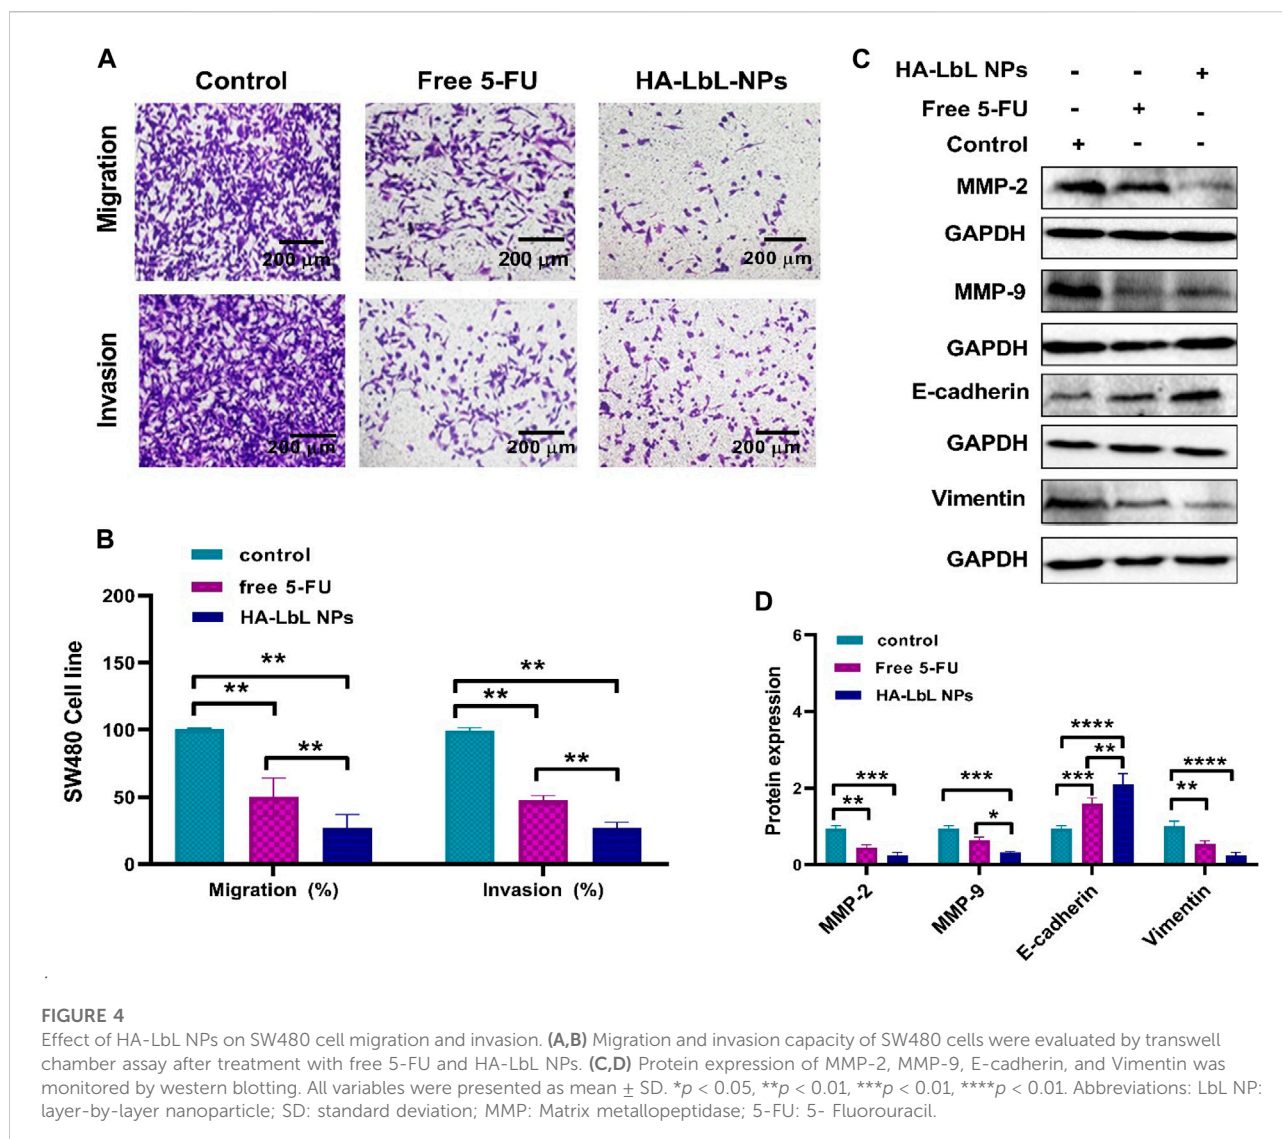 A
Control
Free 5-FU
HA-LbL-NPs
Migration
200 μm
200 μm
200 μm
Invasion
200 μm
200 μm
200 μm
B
control
free 5-FU
HA-LbL NPs
SW480 Cell line
200
150
100
50
0
**
**
**
**
**
**
Migration (%)
Invasion (%)
C
HA-LbL NPs - - +
Free 5-FU - + -
Control + - -
MMP-2
GAPDH
MMP-9
GAPDH
E-cadherin
GAPDH
Vimentin
GAPDH
D
control
Free 5-FU
HA-LbL NPs
Protein expression
6
4
2
0
***
**
***
*
****
**
***
****
**
MMP-2
MMP-9
E-cadherin
Vimentin
.
FIGURE 4
Effect of HA-LbL NPs on SW480 cell migration and invasion. (A,B) Migration and invasion capacity of SW480 cells were evaluated by transwell
chamber assay after treatment with free 5-FU and HA-LbL NPs. (C,D) Protein expression of MMP-2, MMP-9, E-cadherin, and Vimentin was
monitored by western blotting. All variables were presented as mean ± SD. *p < 0.05, **p < 0.01, ***p < 0.01, ****p < 0.01. Abbreviations: LbL NP:
layer-by-layer nanoparticle; SD: standard deviation; MMP: Matrix metallopeptidase; 5-FU: 5- Fluorouracil.